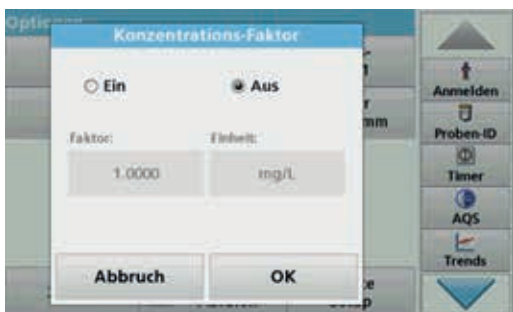 Konzentrations-Faktor
Ein
Aus
Faktor:
Einheit:
1.0000
mg/L
Abbruch
OK
Anmelden
Proben-ID
Timer
AQS
Trends